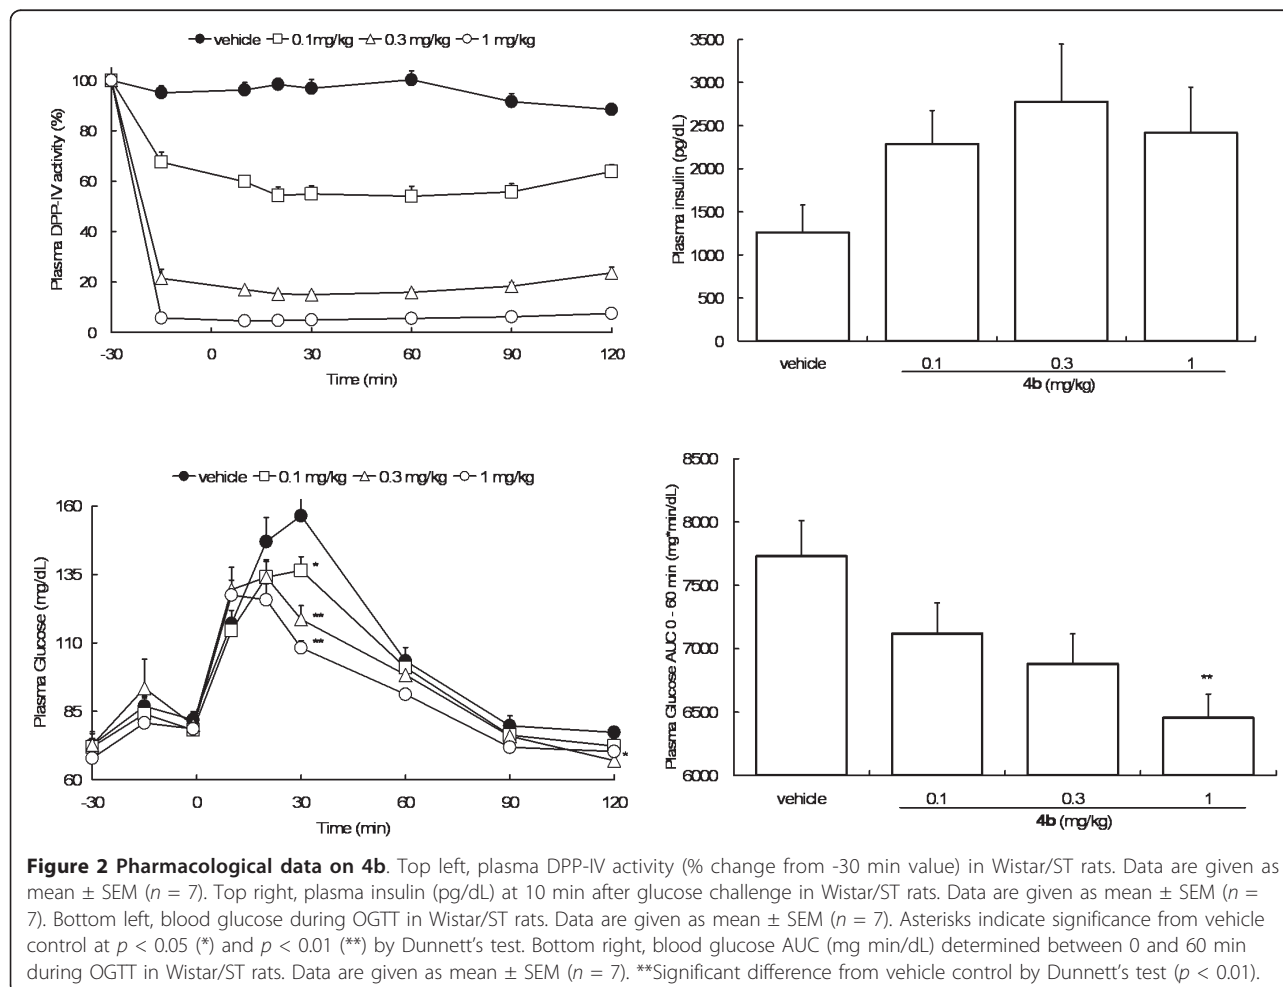 vehicle 0.1mg/kg 0.3 mg/kg 1 mg/kg
Plasma DPP-IV activity (%)
100
80
60
40
20
0
-30 0 30 60 90 120
Time (min)
Plasma insulin (pg/dL)
3500
3000
2500
2000
1500
1000
500
0
vehicle 0.1 0.3 1
4b (mg/kg)
vehicle 0.1 mg/kg 0.3 mg/kg 1 mg/kg
Plasma Glucose (mg/dL)
160
135
110
85
60
*
**
**
*
-30 0 30 60 90 120
Time (min)
Plasma Glucose AUC 0 - 60 min (mg*min/dL)
8500
8000
7500
7000
6500
6000
**
vehicle 0.1 0.3 1
4b (mg/kg)
Figure 2 Pharmacological data on 4b. Top left, plasma DPP-IV activity (% change from -30 min value) in Wistar/ST rats. Data are given as
mean ± SEM (n = 7). Top right, plasma insulin (pg/dL) at 10 min after glucose challenge in Wistar/ST rats. Data are given as mean ± SEM (n =
7). Bottom left, blood glucose during OGTT in Wistar/ST rats. Data are given as mean ± SEM (n = 7). Asterisks indicate significance from vehicle
control at p < 0.05 (*) and p < 0.01 (**) by Dunnett's test. Bottom right, blood glucose AUC (mg min/dL) determined between 0 and 60 min
during OGTT in Wistar/ST rats. Data are given as mean ± SEM (n = 7). **Significant difference from vehicle control by Dunnett's test (p < 0.01).